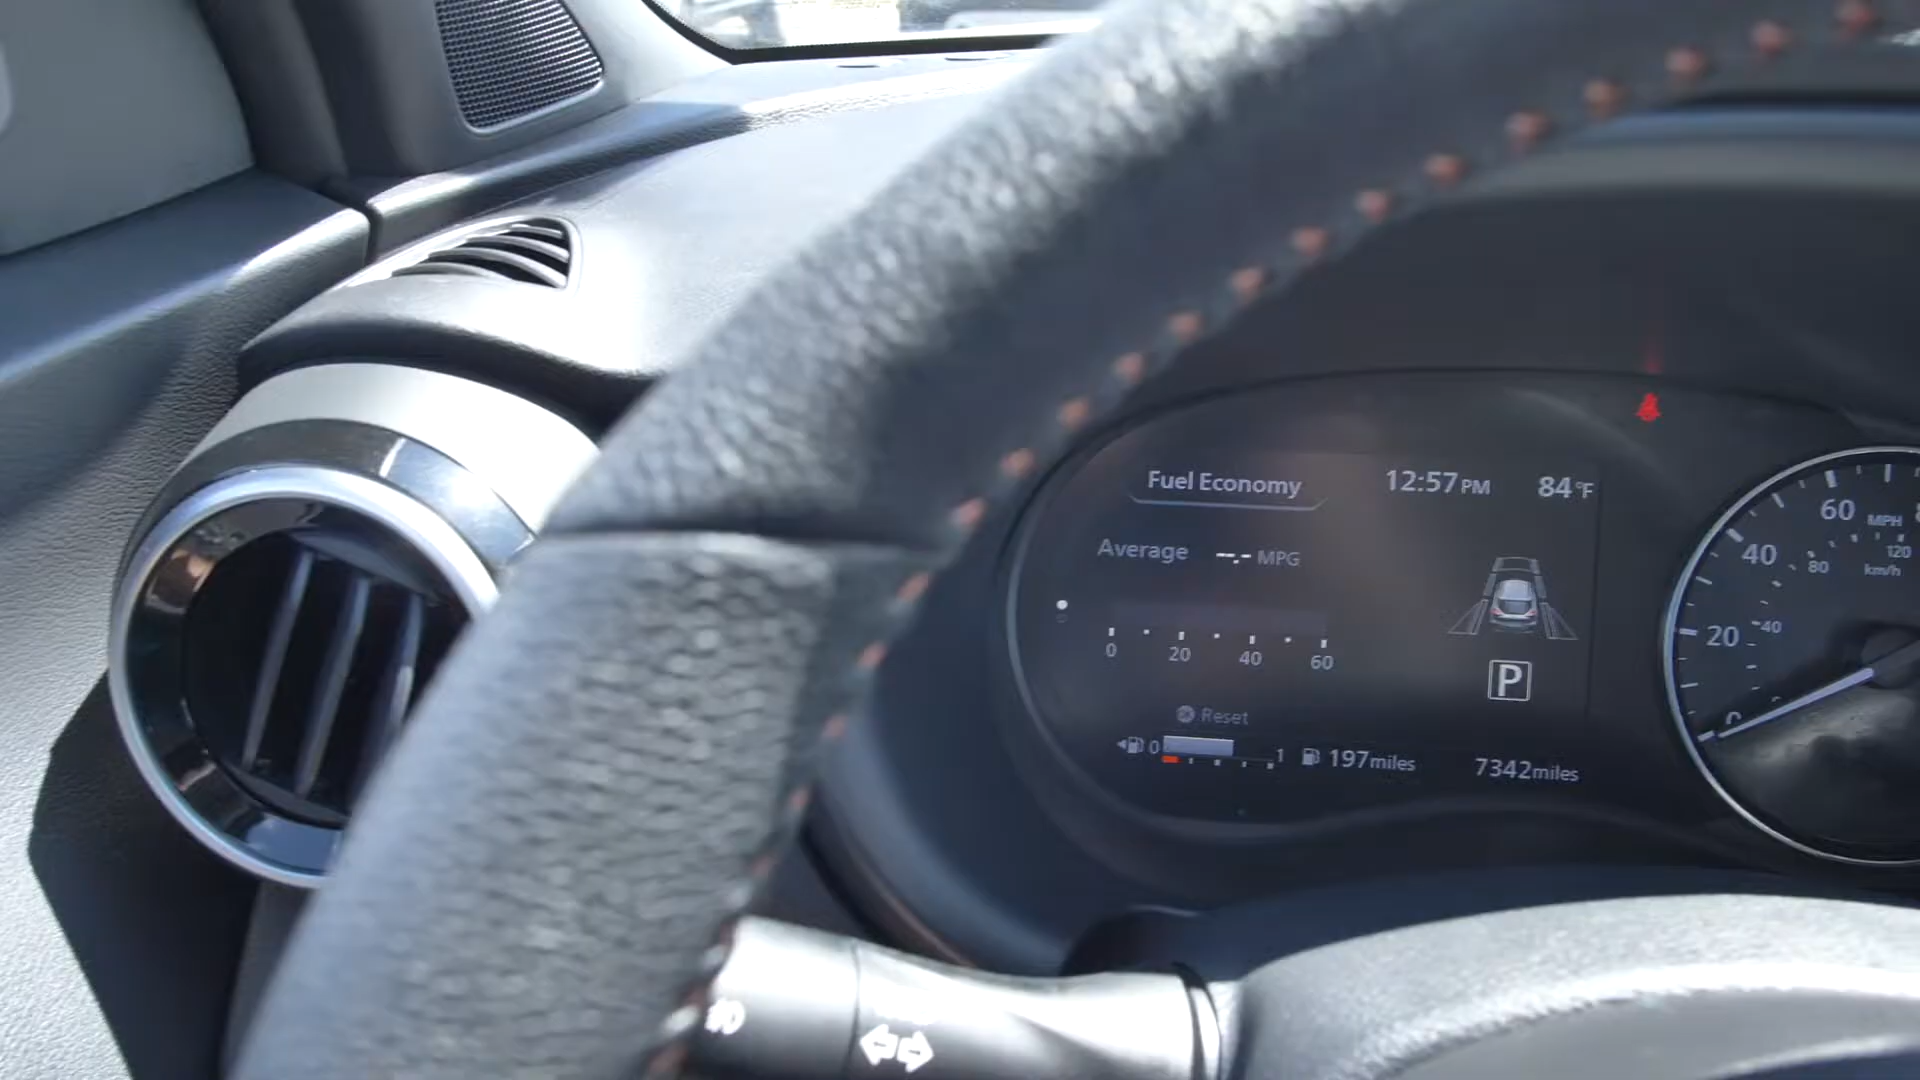 Fuel Economy 12:57 PM 84°F
Average --.- MPG
0 20 40 60
P
Reset
0 1 197miles 7342miles
0 20 40 60
MPH
40 80 120
km/h